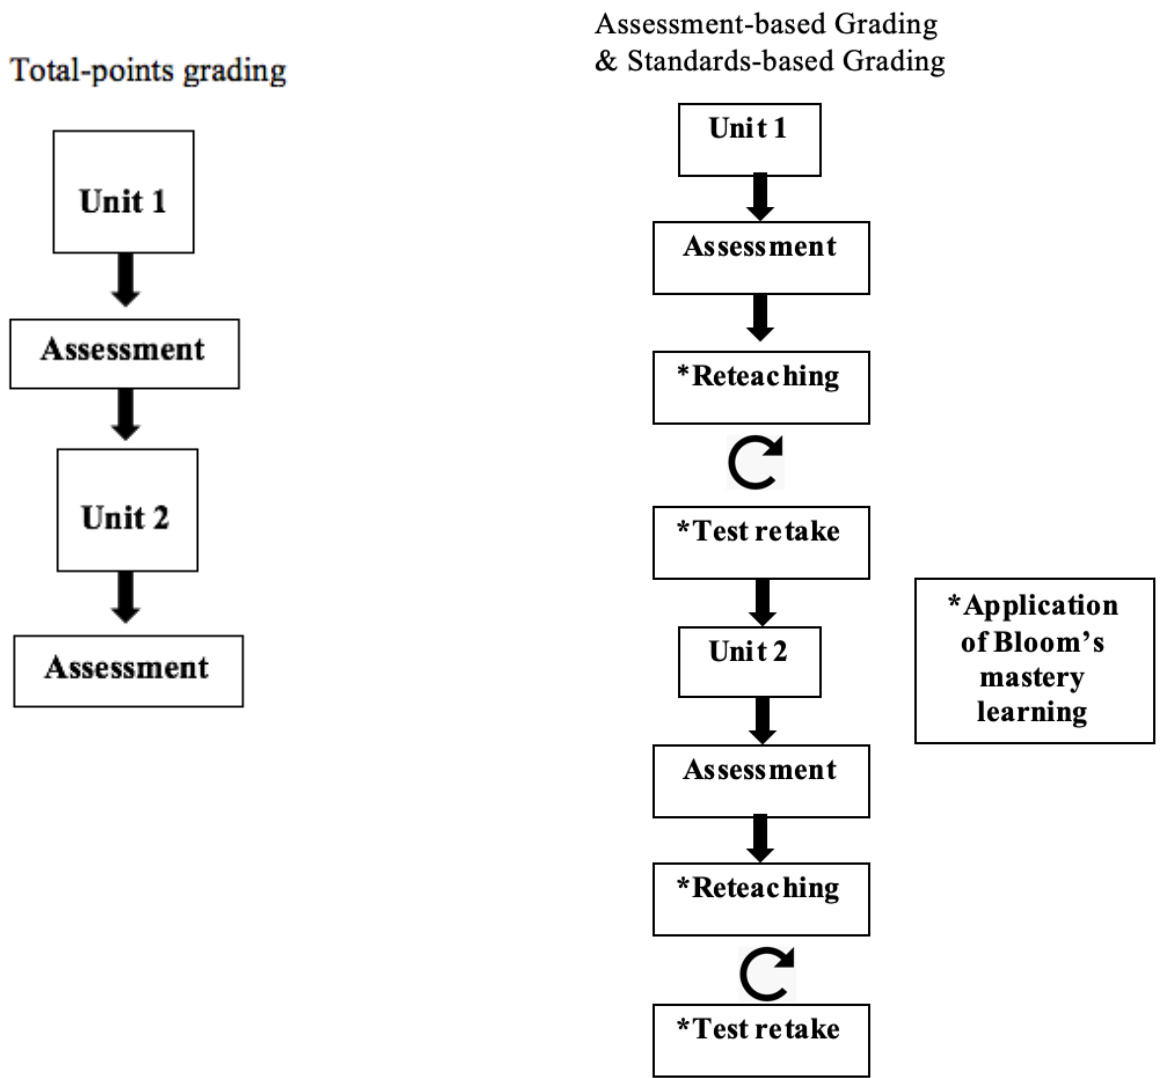 Total-points grading
Unit 1
Assessment
Unit 2
Assessment
Assessment-based Grading
& Standards-based Grading
Unit 1
Assessment
*Reteaching
*Test retake
Unit 2
Assessment
*Reteaching
*Test retake
*Application
of Bloom’s
mastery
learning